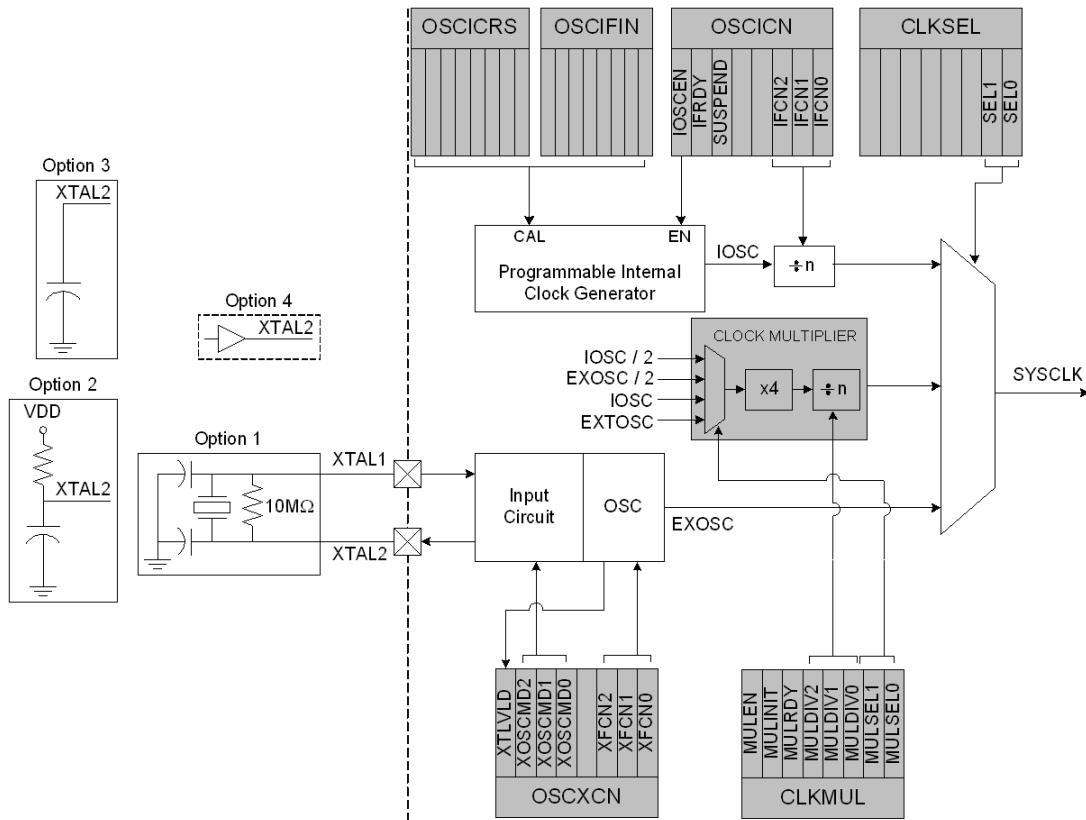 OSCICRS
OSCIFIN
OSCICN
CLKSEL
IOSCEN
IFRDY
SUSPEND
IFCN2
IFCN1
IFCN0
SEL1
SEL0
Option 3
XTAL2
CAL
EN
Programmable Internal
Clock Generator
IOSC
÷ n
Option 4
XTAL2
CLOCK MULTIPLIER
IOSC / 2
EXOSC / 2
IOSC
EXTOSC
x4
÷ n
SYSCLK
Option 2
VDD
XTAL2
Option 1
10MΩ
XTAL1
XTAL2
Input
Circuit
OSC
EXOSC
XTLVLD
XOSCMD2
XOSCMD1
XOSCMD0
XFCN2
XFCN1
XFCN0
OSCXCN
MULEN
MULINIT
MULRDY
MULDIV2
MULDIV1
MULDIV0
MULSEL1
MULSEL0
CLKMUL